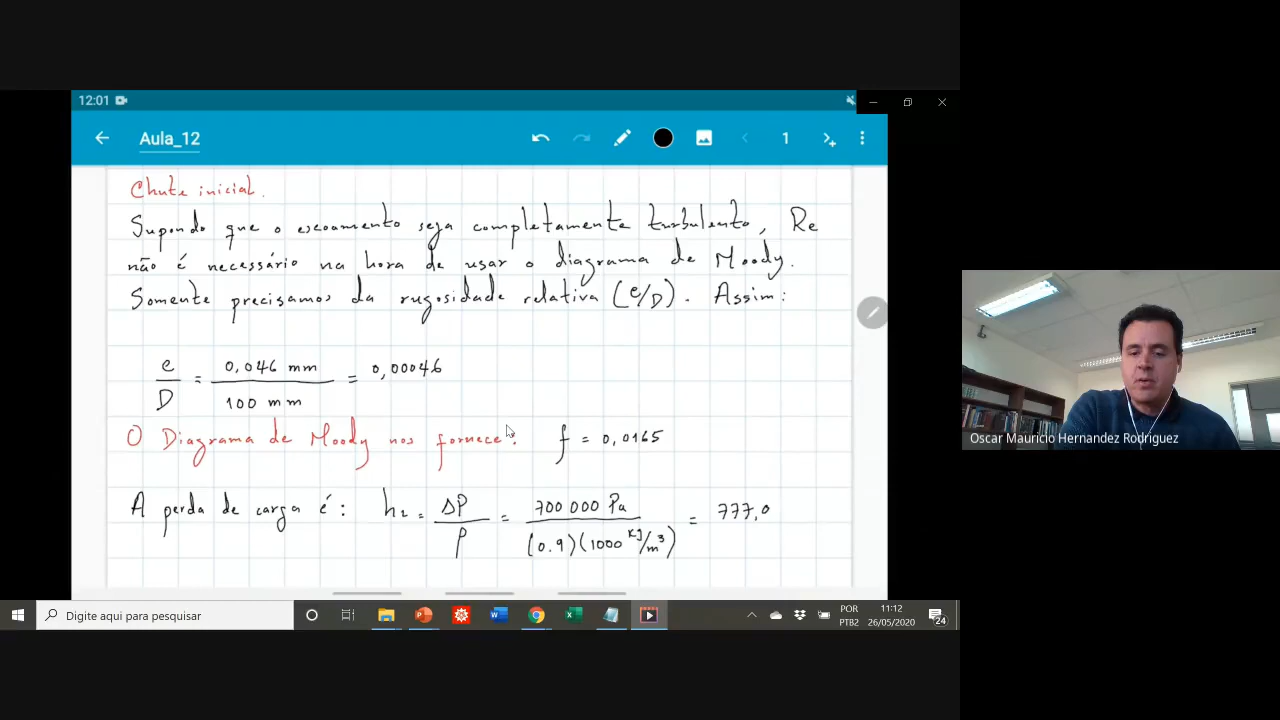 12:01
Aula_12
1
Chute inicial.
Supondo que o escoamento seja completamente turbulento, Re
não é necessário na hora de usar o diagrama de Moody.
Somente precisamos da rugosidade relativa (e/D). Assim:
e/D = 0,046 mm / 100 mm = 0,00046
O Diagrama de Moody nos fornece: f = 0,0165
A perda de carga é: hL = ΔP/ρ = 700 000 Pa / (0.9)(1000 kg/m³) = 777,0
Oscar Mauricio Hernandez Rodriguez
Digite aqui para pesquisar
POR
PTB2
11:12
26/05/2020
24